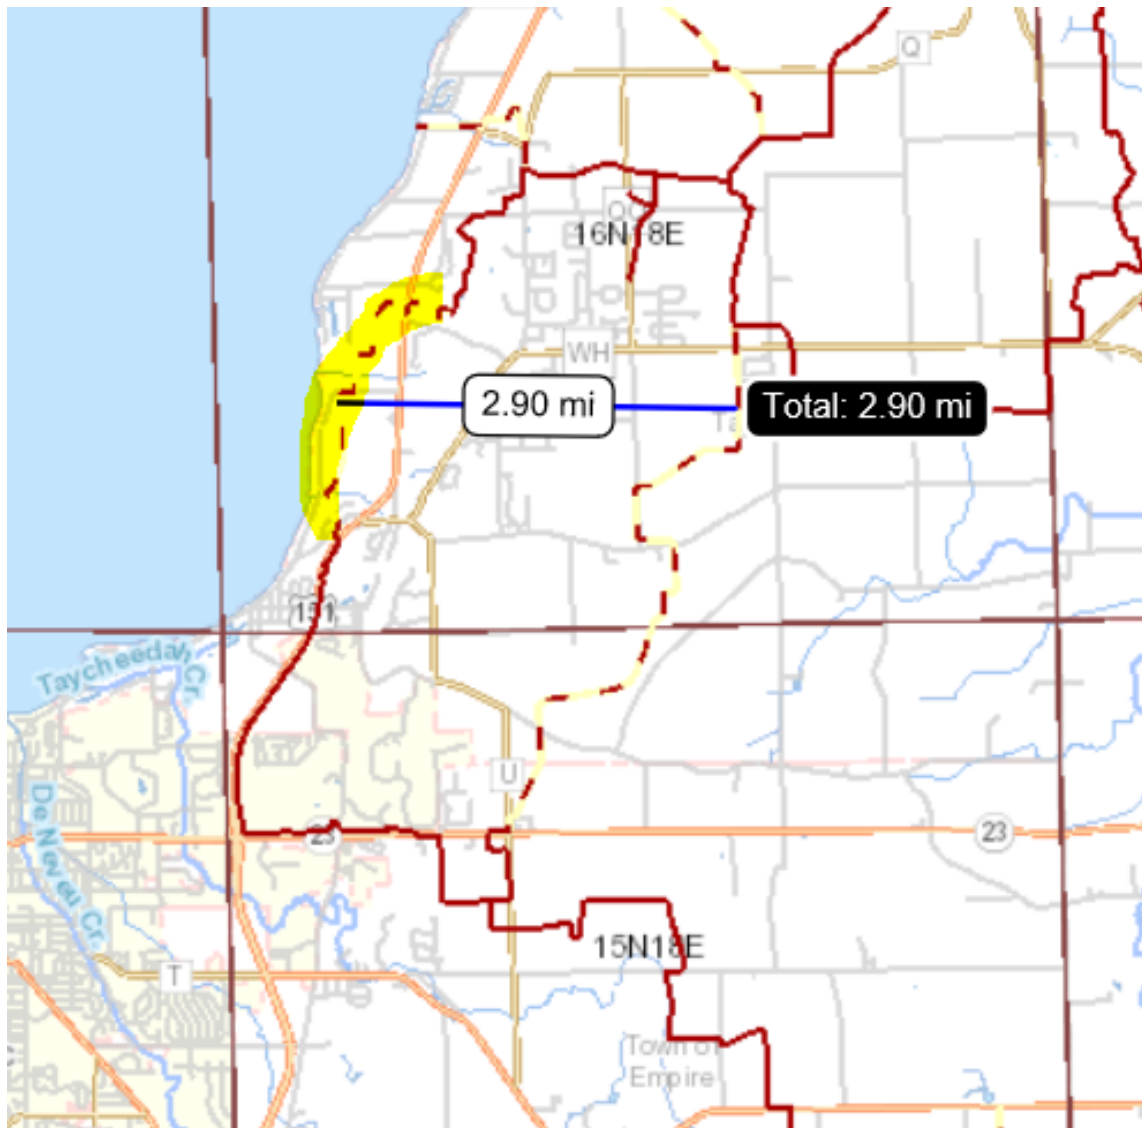 Q
16N18E
WH
2.90 mi
Total: 2.90 mi
151
Taycheedah Cr.
U
De Neveu Cr.
23
23
15N18E
T
Town of
Empire